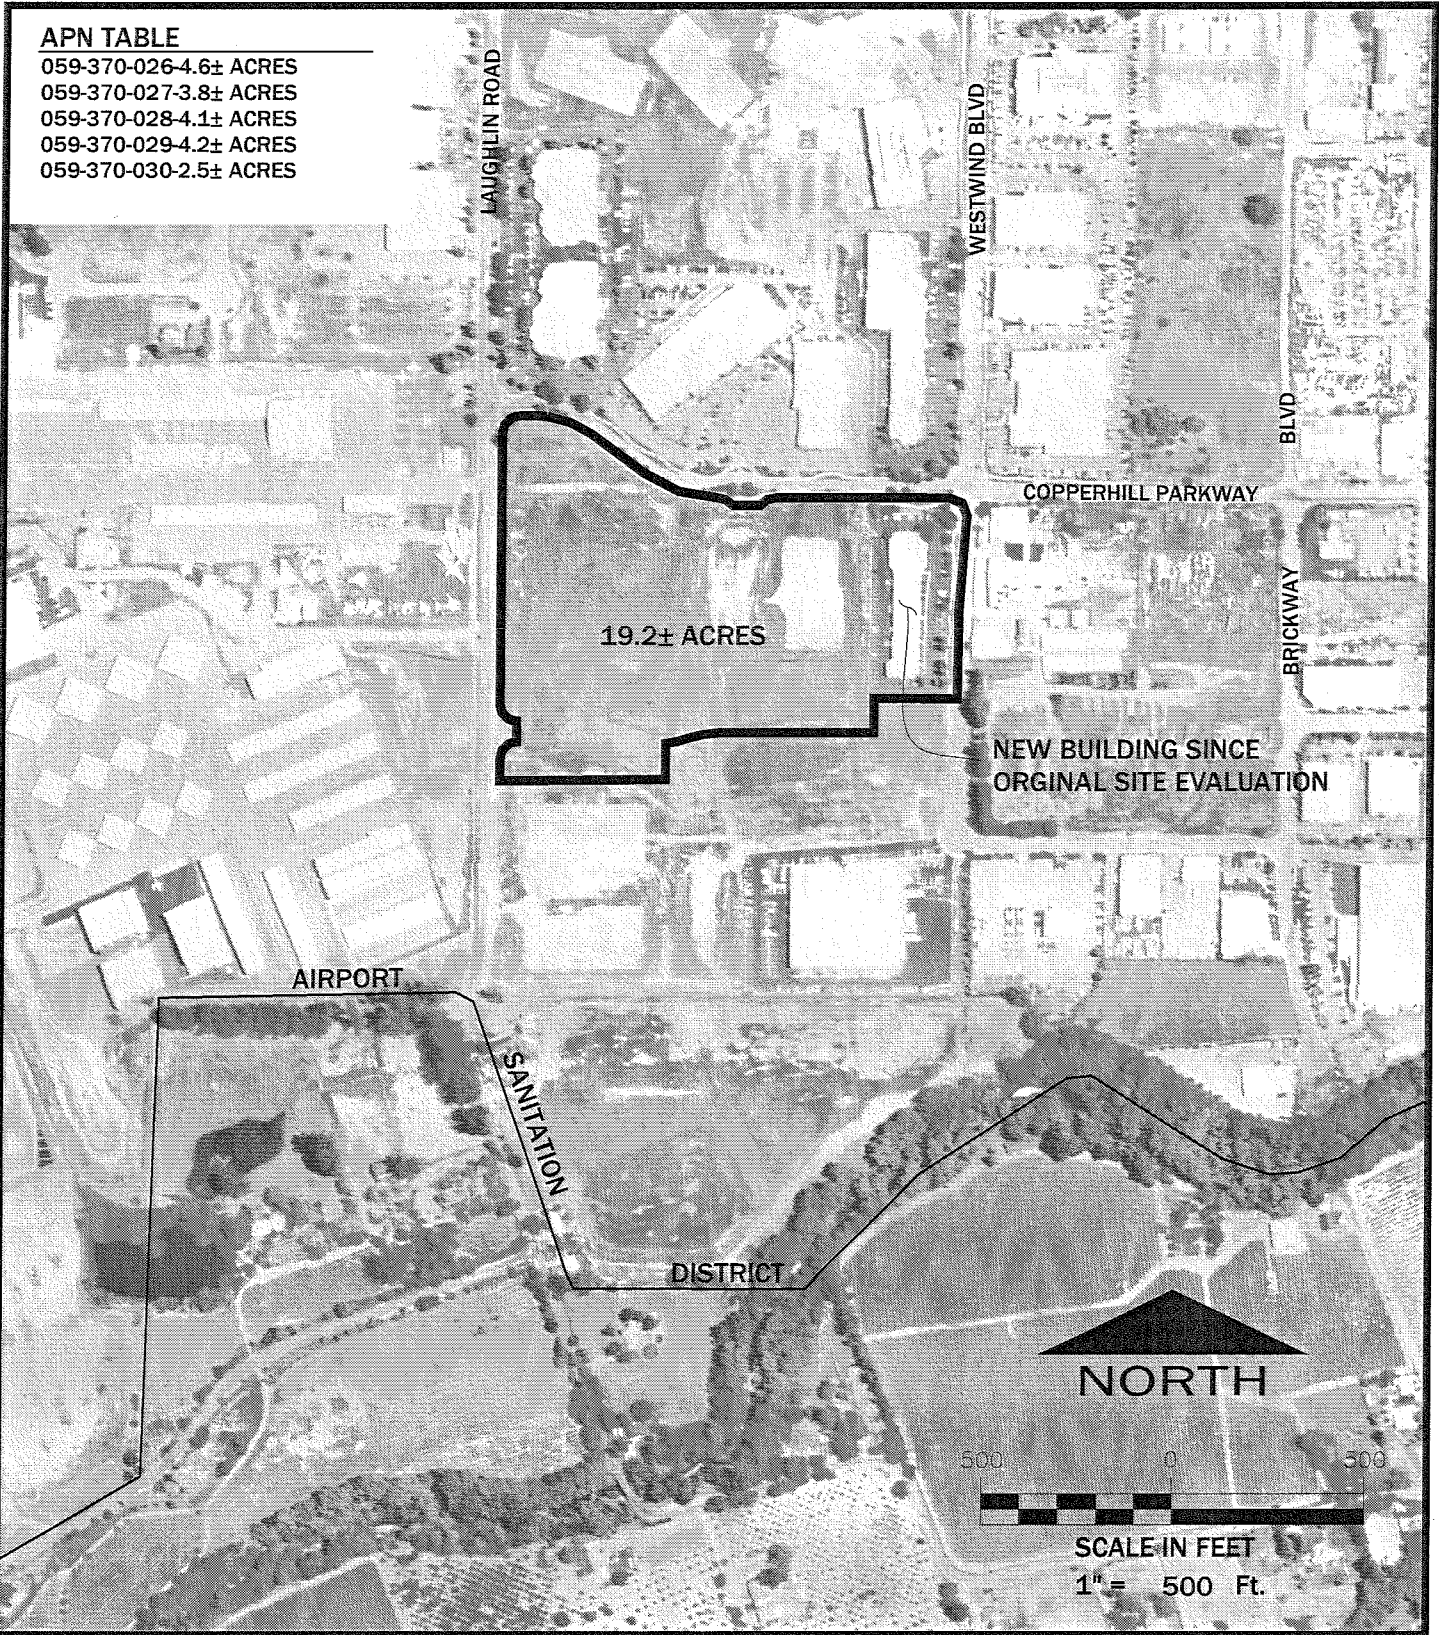 APN TABLE
059-370-026-4.6± ACRES
059-370-027-3.8± ACRES
059-370-028-4.1± ACRES
059-370-029-4.2± ACRES
059-370-030-2.5± ACRES
LAUGHLIN ROAD
WESTWIND BLVD
BLVD
COPPERHILL PARKWAY
BRICKWAY
19.2± ACRES
NEW BUILDING SINCE
ORGINAL SITE EVALUATION
AIRPORT
SANITATION
DISTRICT
NORTH
500 0 500
SCALE IN FEET
1" = 500 Ft.